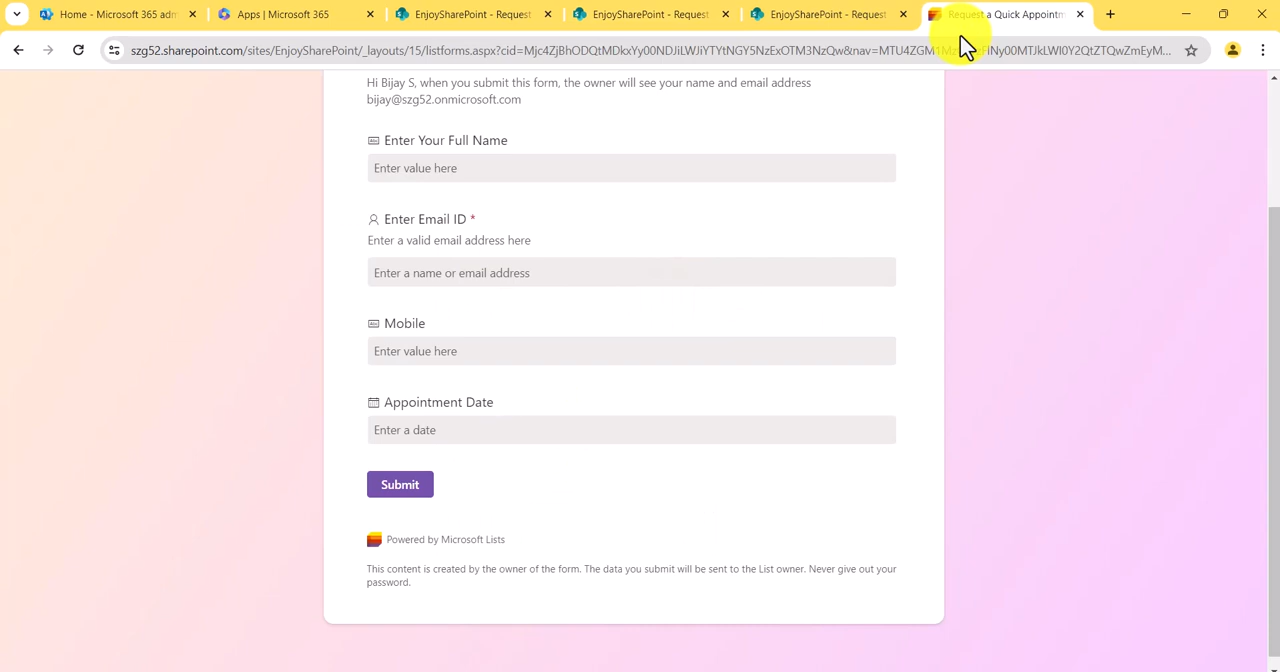 Home - Microsoft 365 adm
Apps | Microsoft 365
EnjoySharePoint - Request
EnjoySharePoint - Request
EnjoySharePoint - Request
Request a Quick Appointm
Hi Bijay S, when you submit this form, the owner will see your name and email address
bijay@szg52.onmicrosoft.com
Enter Your Full Name
Enter value here
Enter Email ID *
Enter a valid email address here
Enter a name or email address
Mobile
Enter value here
Appointment Date
Enter a date
Submit
Powered by Microsoft Lists
This content is created by the owner of the form. The data you submit will be sent to the List owner. Never give out your
password.